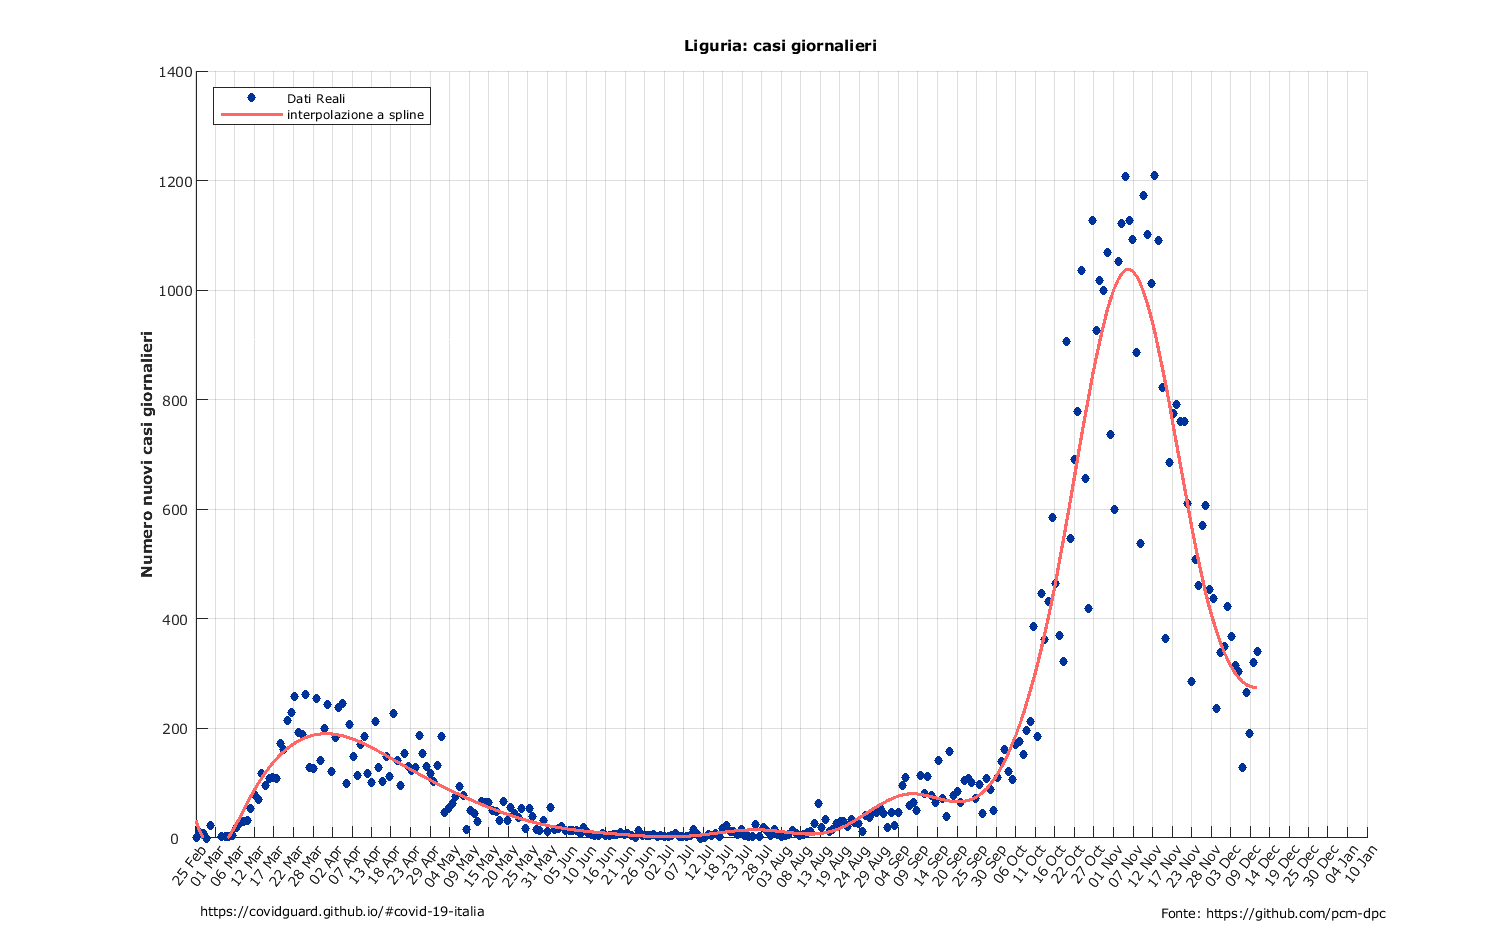 Liguria: casi giornalieri
1400
Dati Reali
interpolazione a spline
1200
1000
800
600
400
200
0
Numero nuovi casi giornalieri
25 Feb
01 Mar
06 Mar
12 Mar
17 Mar
22 Mar
28 Mar
02 Apr
07 Apr
13 Apr
18 Apr
23 Apr
29 Apr
04 May
09 May
15 May
20 May
25 May
31 May
05 Jun
10 Jun
16 Jun
21 Jun
26 Jun
02 Jul
07 Jul
12 Jul
18 Jul
23 Jul
28 Jul
03 Aug
08 Aug
13 Aug
19 Aug
24 Aug
29 Aug
04 Sep
09 Sep
14 Sep
20 Sep
25 Sep
30 Sep
06 Oct
11 Oct
16 Oct
22 Oct
27 Oct
01 Nov
07 Nov
12 Nov
17 Nov
23 Nov
28 Nov
03 Dec
09 Dec
14 Dec
19 Dec
25 Dec
30 Dec
04 Jan
10 Jan
https://covidguard.github.io/#covid-19-italia
Fonte: https://github.com/pcm-dpc